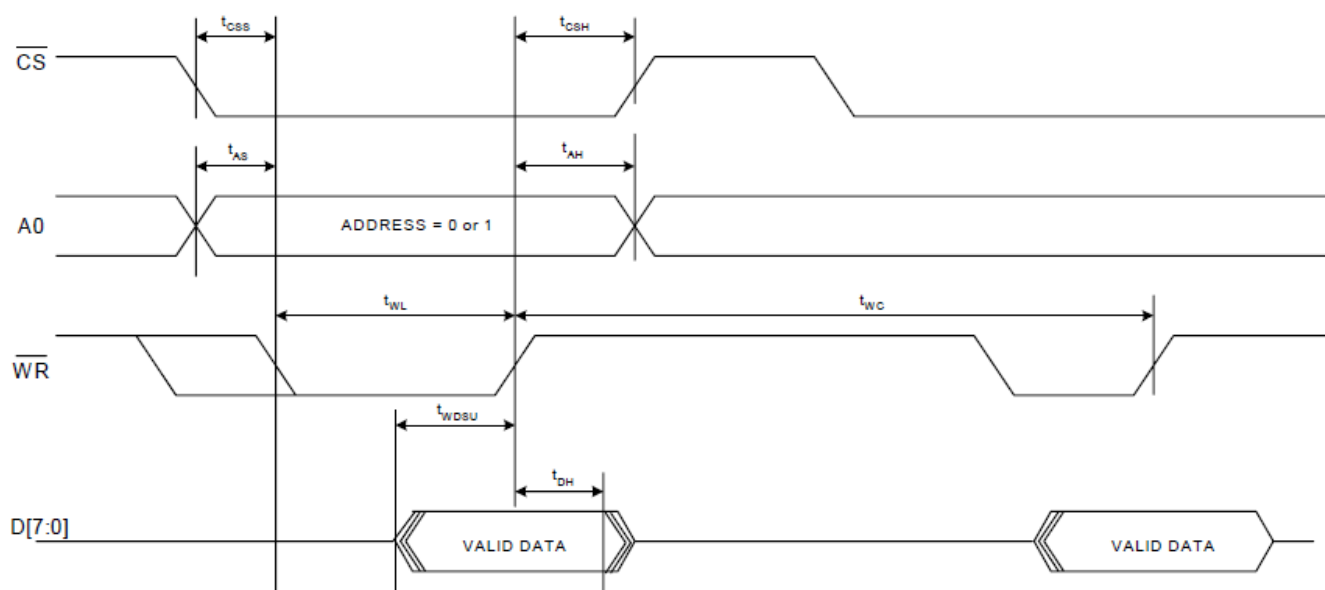 tCSS
tCSH
CS
tAS
tAH
A0
ADDRESS = 0 or 1
tWL
tWC
WR
tWDSU
tDH
D[7:0]
VALID DATA
VALID DATA